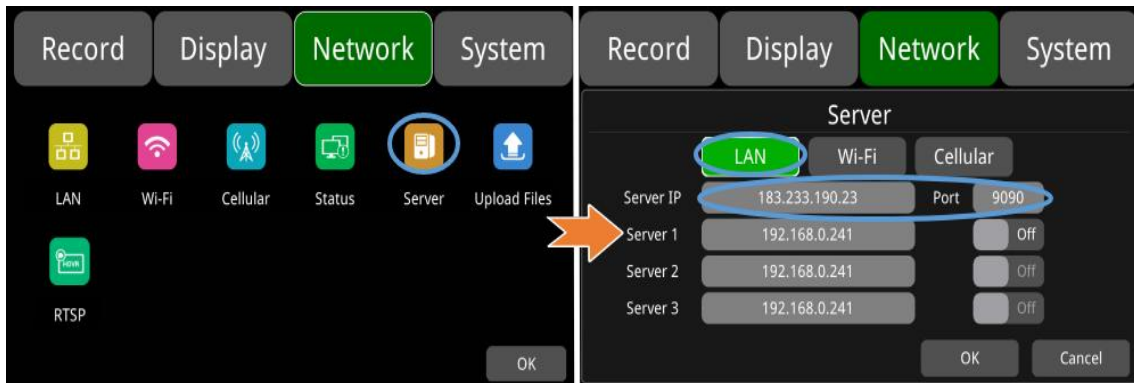 Record Display Network System
LAN Wi-Fi Cellular Status Server Upload Files
HDVR
RTSP
OK
Record Display Network System
Server
LAN Wi-Fi Cellular
Server IP 183.233.190.23 Port 9090
Server 1 192.168.0.241 Off
Server 2 192.168.0.241 Off
Server 3 192.168.0.241 Off
OK Cancel